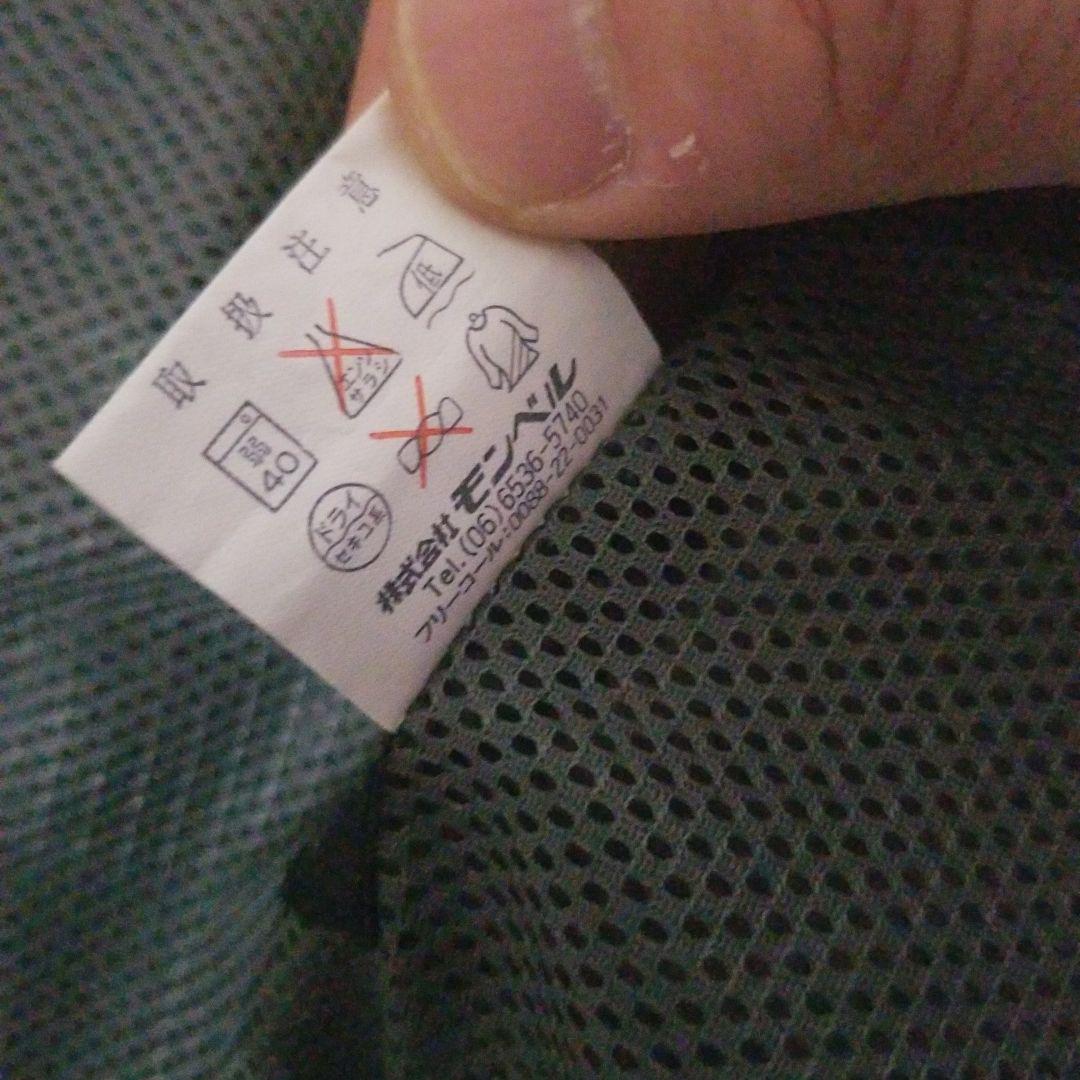 取扱注意
弱
40
エンソ
サラシ
低
ドライ
セキユ系
株式会社 モンベル
Tel.(06)6536-5740
フリーコール:0088-22-0031